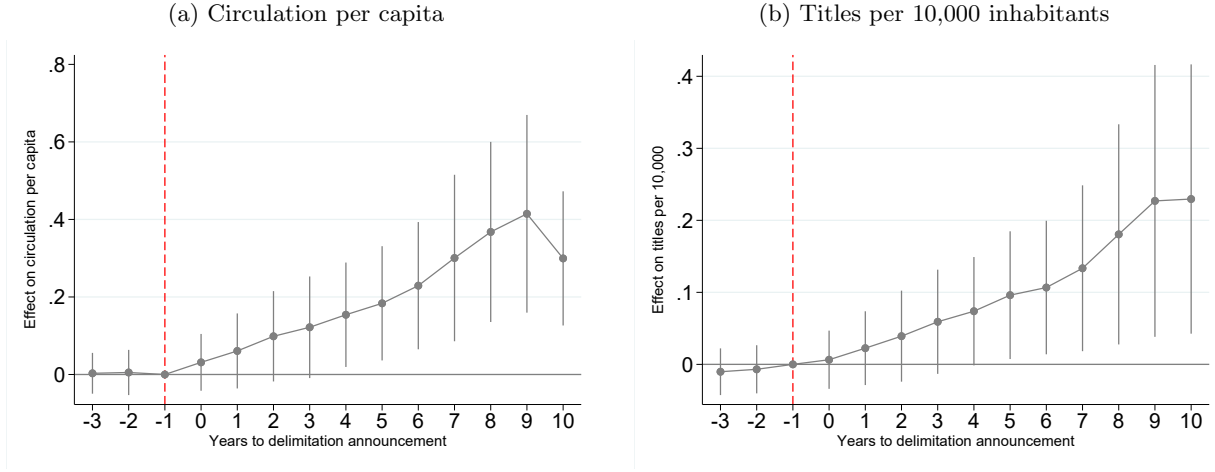 (a) Circulation per capita
Effect on circulation per capita
.8
.6
.4
.2
0
-3 -2 -1 0 1 2 3 4 5 6 7 8 9 10
Years to delimitation announcement
(b) Titles per 10,000 inhabitants
Effect on titles per 10,000
.4
.3
.2
.1
0
-3 -2 -1 0 1 2 3 4 5 6 7 8 9 10
Years to delimitation announcement